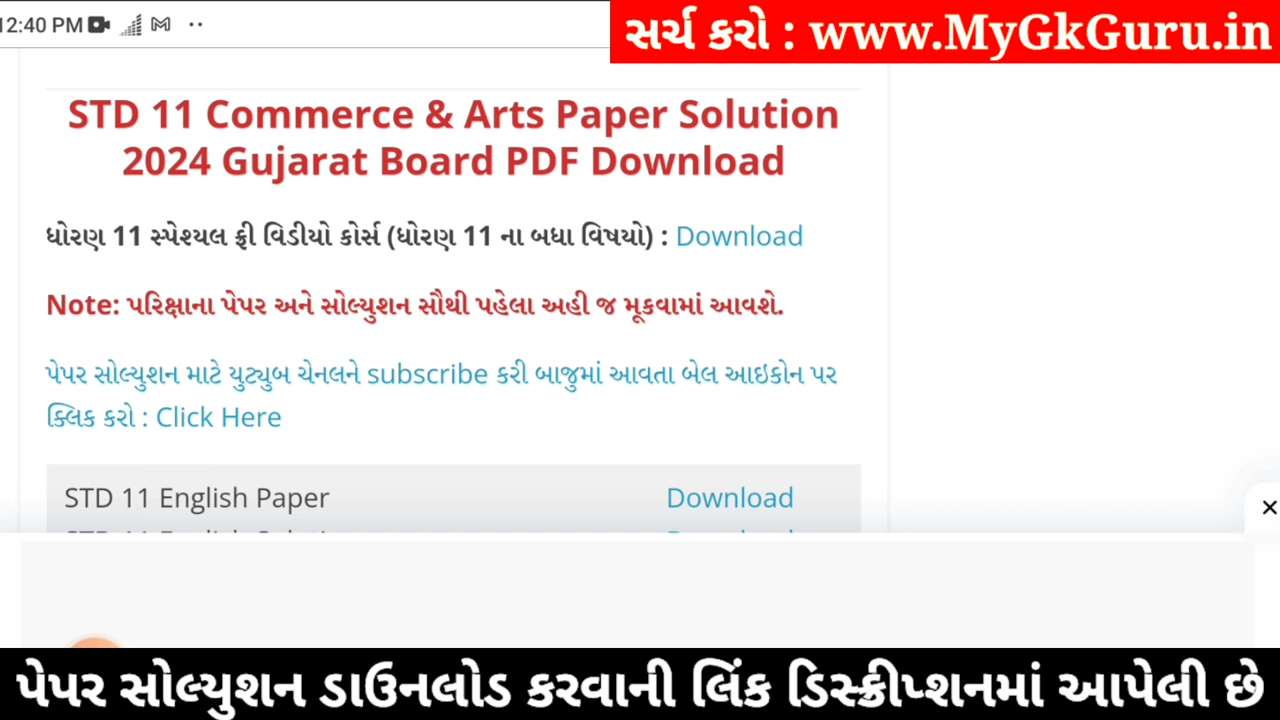 12:40 PM
સર્ચ કરો : www.MyGkGuru.in
STD 11 Commerce & Arts Paper Solution
2024 Gujarat Board PDF Download
ધોરણ 11 સ્પેશ્યલ ફ્રી વિડીયો કોર્સ (ધોરણ 11 ના બધા વિષયો) : Download
Note: પરિક્ષાના પેપર અને સોલ્યુશન સૌથી પહેલા અહી જ મૂકવામાં આવશે.
પેપર સોલ્યુશન માટે યુટ્યુબ ચેનલને subscribe કરી બાજુમાં આવતા બેલ આઇકોન પર
ક્લિક કરો : Click Here
STD 11 English Paper Download
પેપર સોલ્યુશન ડાઉનલોડ કરવાની લિંક ડિસ્ક્રીપ્શનમાં આપેલી છે